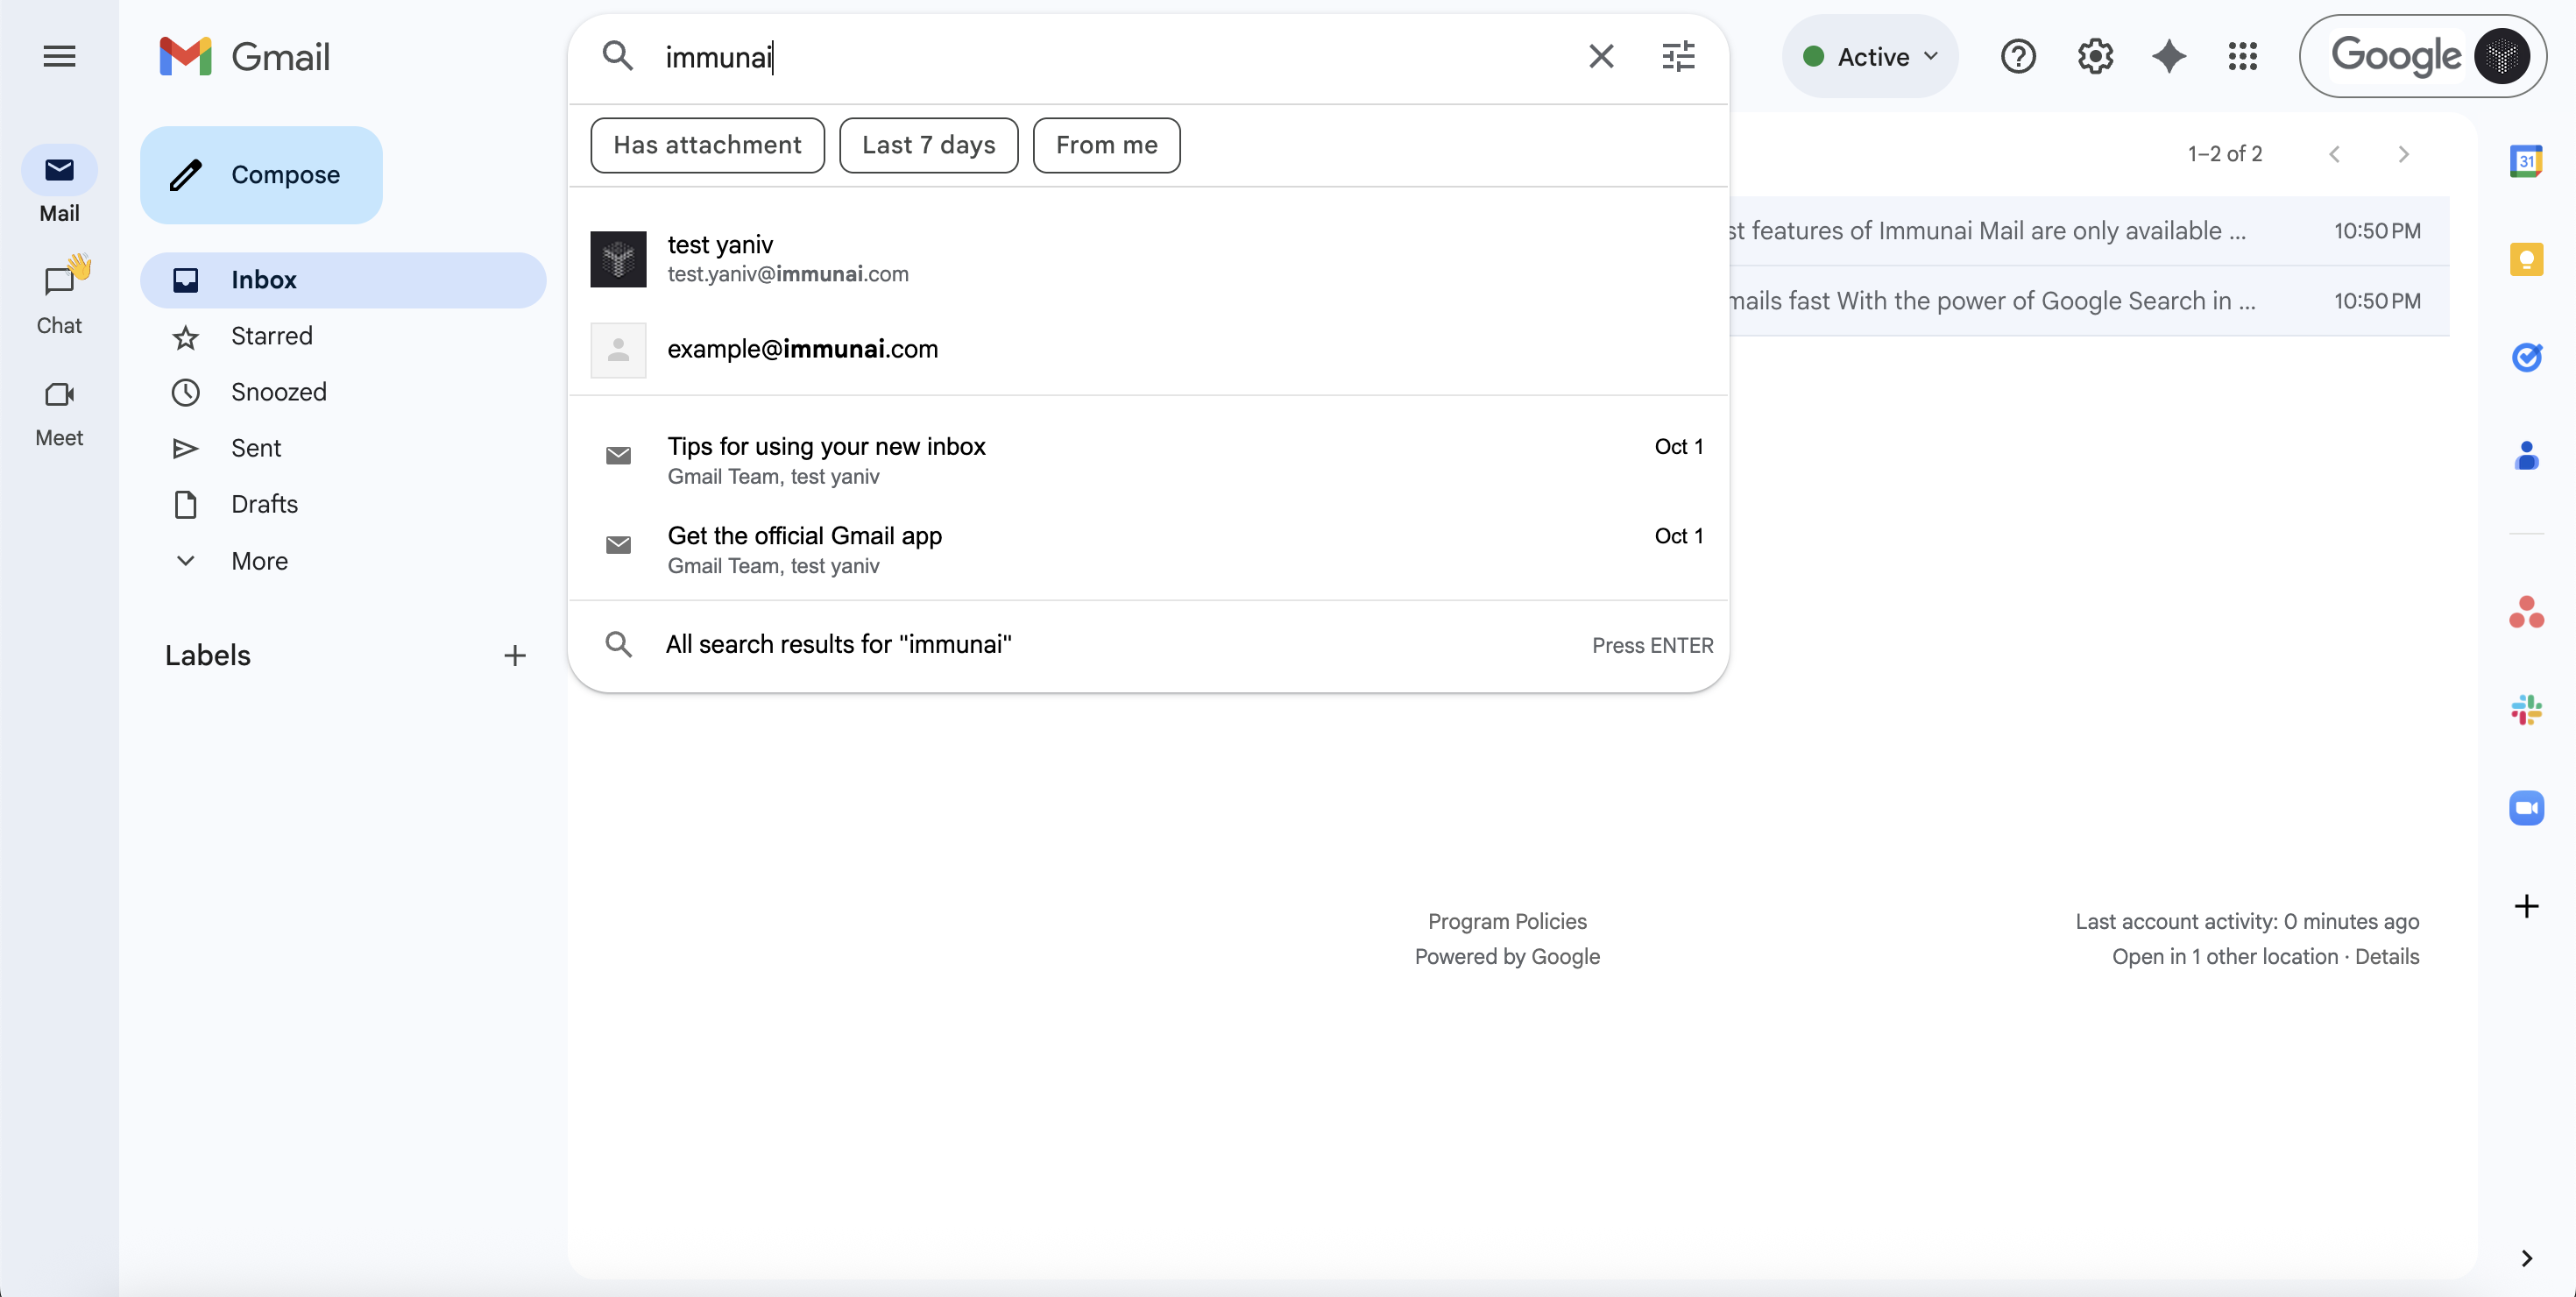 Gmail
immunai
Active
Google
Has attachment
Last 7 days
From me
Compose
1–2 of 2
31
Mail
Chat
Meet
Inbox
Starred
Snoozed
Sent
Drafts
More
Labels
test yaniv
test.yaniv@immunai.com
example@immunai.com
Tips for using your new inbox
Oct 1
Gmail Team, test yaniv
Get the official Gmail app
Oct 1
Gmail Team, test yaniv
All search results for "immunai"
Press ENTER
features of Immunai Mail are only available ...
10:50 PM
fast With the power of Google Search in ...
10:50 PM
Program Policies
Powered by Google
Last account activity: 0 minutes ago
Open in 1 other location · Details